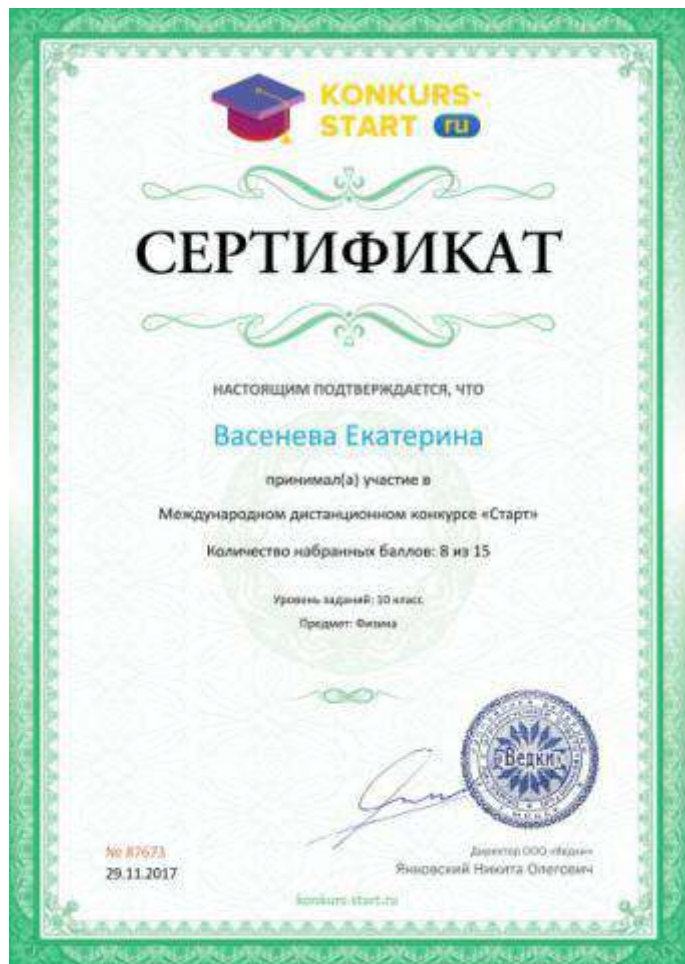 KONKURS-
START ru
СЕРТИФИКАТ
НАСТОЯЩИМ ПОДТВЕРЖДАЕТСЯ, ЧТО
Васенева Екатерина
принимал(а) участие в
Международном дистанционном конкурсе «Старт»
Количество набранных баллов: 8 из 15
Уровень заданий: 10 класс
Предмет: Физика
Ведки
№ 87673
29.11.2017
Директор ООО «Ведки»
Янковский Никита Олегович
konkurs-start.ru